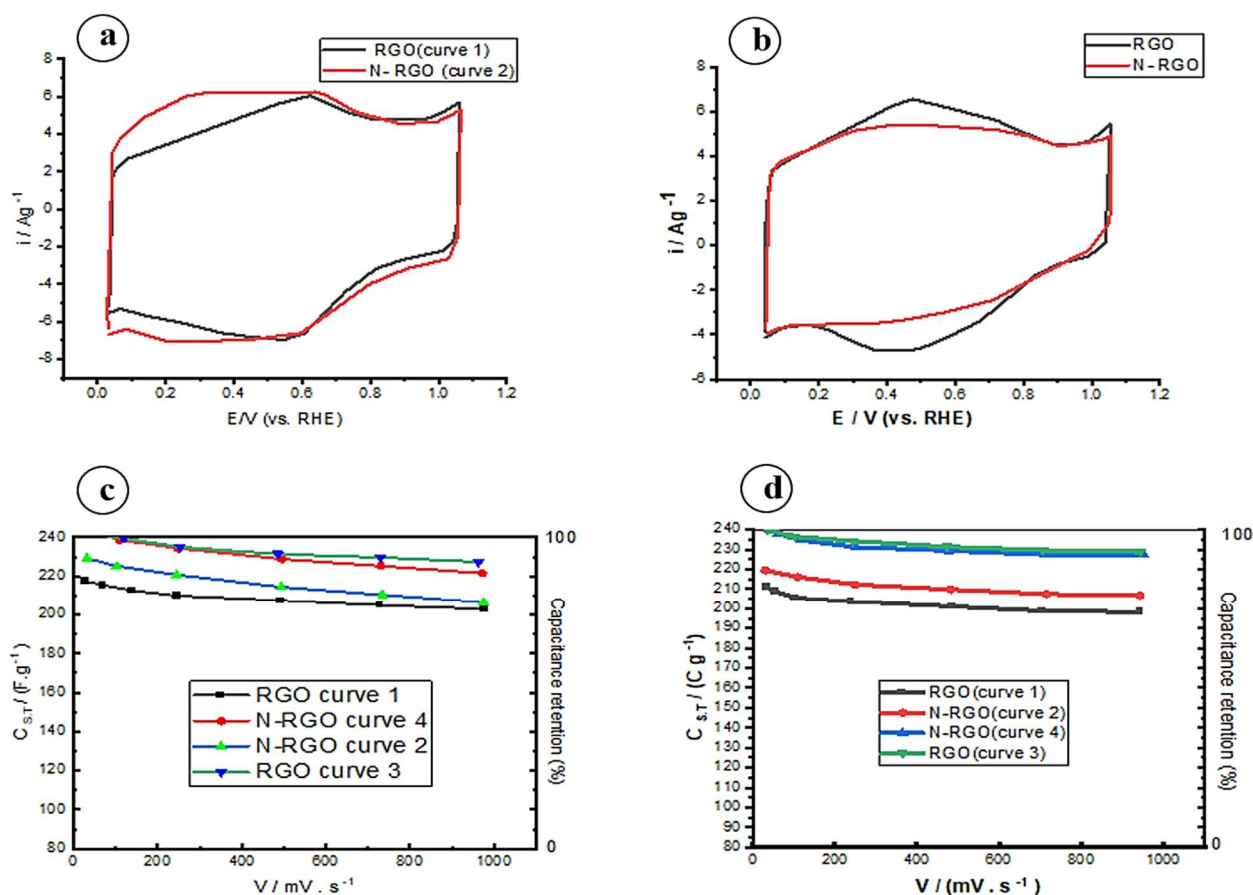 a
RGO(curve 1)
N- RGO (curve 2)
8
6
4
2
0
-2
-4
-6
-8
i / Ag-1
0.0 0.2 0.4 0.6 0.8 1.0 1.2
E/V (vs. RHE)
b
RGO
N-RGO
8
6
4
2
0
-2
-4
-6
i / Ag-1
0.0 0.2 0.4 0.6 0.8 1.0 1.2
E / V (vs. RHE)
c
240
220
200
180
160
140
120
100
80
C S.T / (F.g-1)
RGO curve 1
N-RGO curve 4
N-RGO curve 2
RGO curve 3
100
0
Capacitance retention (%)
0 200 400 600 800 1000
V / mV . s-1
d
240
230
220
210
200
190
180
170
160
150
140
130
120
110
100
90
80
C S.T / (C g-1)
RGO(curve 1)
N-RGO(curve 2)
N-RGO(curve 4)
RGO(curve 3)
100
0
Capacitance retention (%)
0 200 400 600 800 1000
V / (mV . s-1)